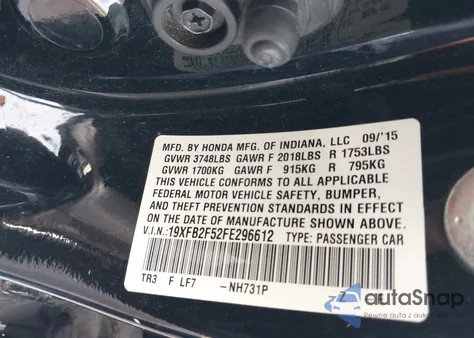 MFD. BY HONDA MFG. OF INDIANA, LLC 09/'15
GVWR 3748LBS GAWR F 2018LBS R 1753LBS
GVWR 1700KG GAWR F 915KG R 795KG
THIS VEHICLE CONFORMS TO ALL APPLICABLE
FEDERAL MOTOR VEHICLE SAFETY, BUMPER,
AND THEFT PREVENTION STANDARDS IN EFFECT
ON THE DATE OF MANUFACTURE SHOWN ABOVE.
V.I.N.:19XFB2F52FE296612 TYPE: PASSENGER CAR
TR3 F LF7 -NH731P
autoSnap